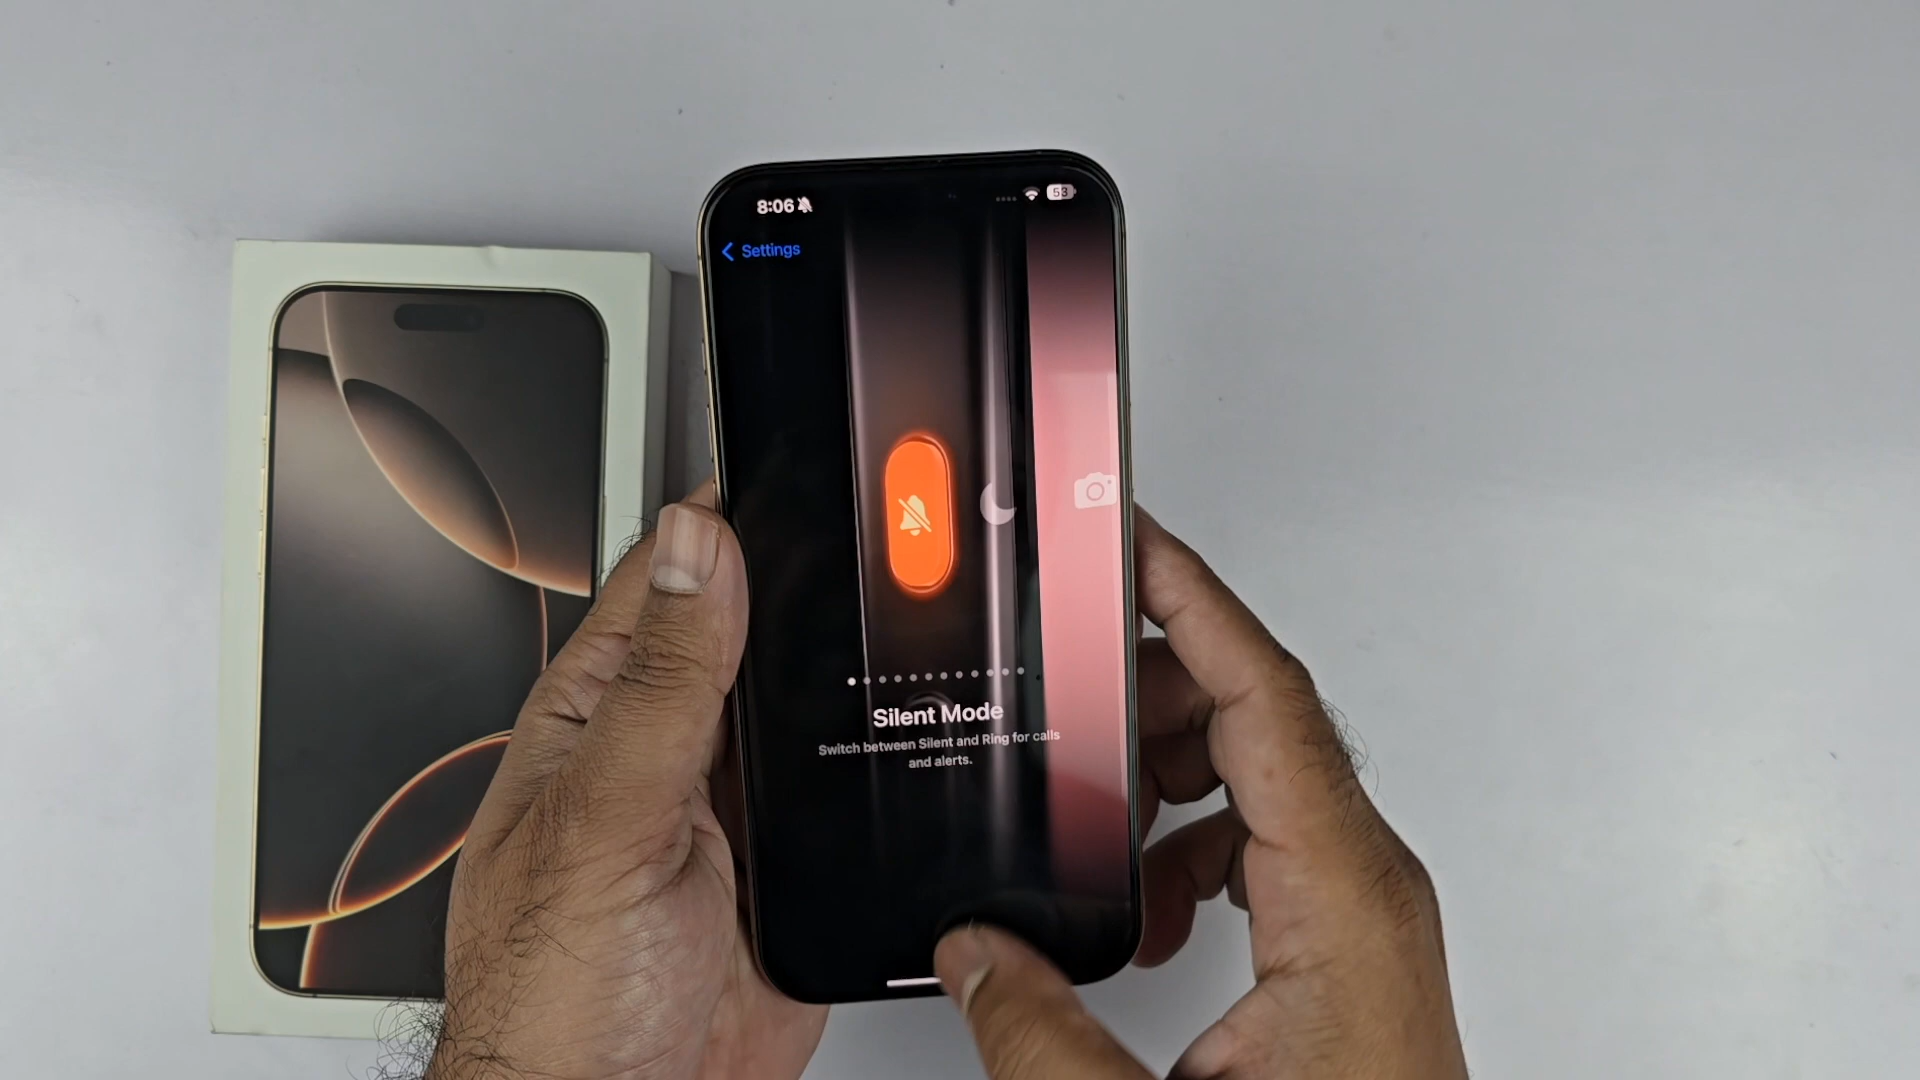 8:06
53
Settings
Silent Mode
Switch between Silent and Ring for calls
and alerts.